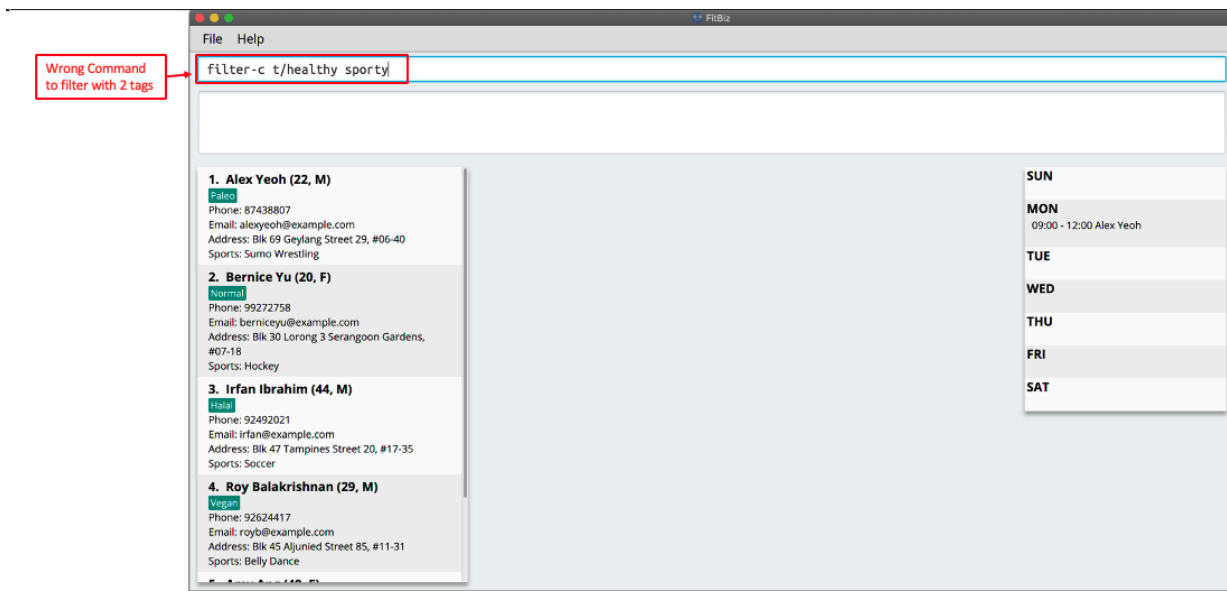 FitBiz
File Help
Wrong Command
to filter with 2 tags
filter-c t/healthy sporty
1. Alex Yeoh (22, M)
Paleo
Phone: 87438807
Email: alexyeoh@example.com
Address: Blk 69 Geylang Street 29, #06-40
Sports: Sumo Wrestling
2. Bernice Yu (20, F)
Normal
Phone: 99272758
Email: berniceyu@example.com
Address: Blk 30 Lorong 3 Serangoon Gardens,
#07-18
Sports: Hockey
3. Irfan Ibrahim (44, M)
Halal
Phone: 92492021
Email: irfan@example.com
Address: Blk 47 Tampines Street 20, #17-35
Sports: Soccer
4. Roy Balakrishnan (29, M)
Vegan
Phone: 92624417
Email: royb@example.com
Address: Blk 45 Aljunied Street 85, #11-31
Sports: Belly Dance
SUN
MON
09:00 - 12:00 Alex Yeoh
TUE
WED
THU
FRI
SAT